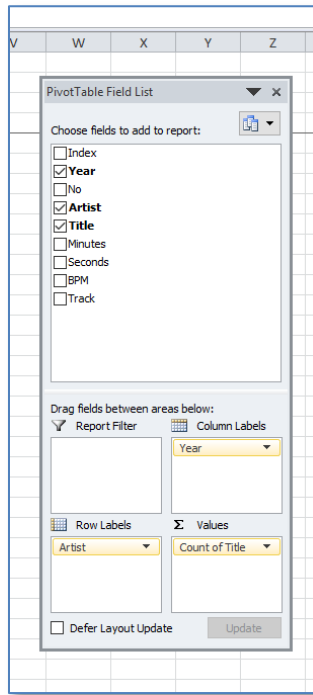 V W X Y Z
PivotTable Field List
Choose fields to add to report:
Index
Year
No
Artist
Title
Minutes
Seconds
BPM
Track
Drag fields between areas below:
Report Filter Column Labels
Year
Row Labels Σ Values
Artist Count of Title
Defer Layout Update Update